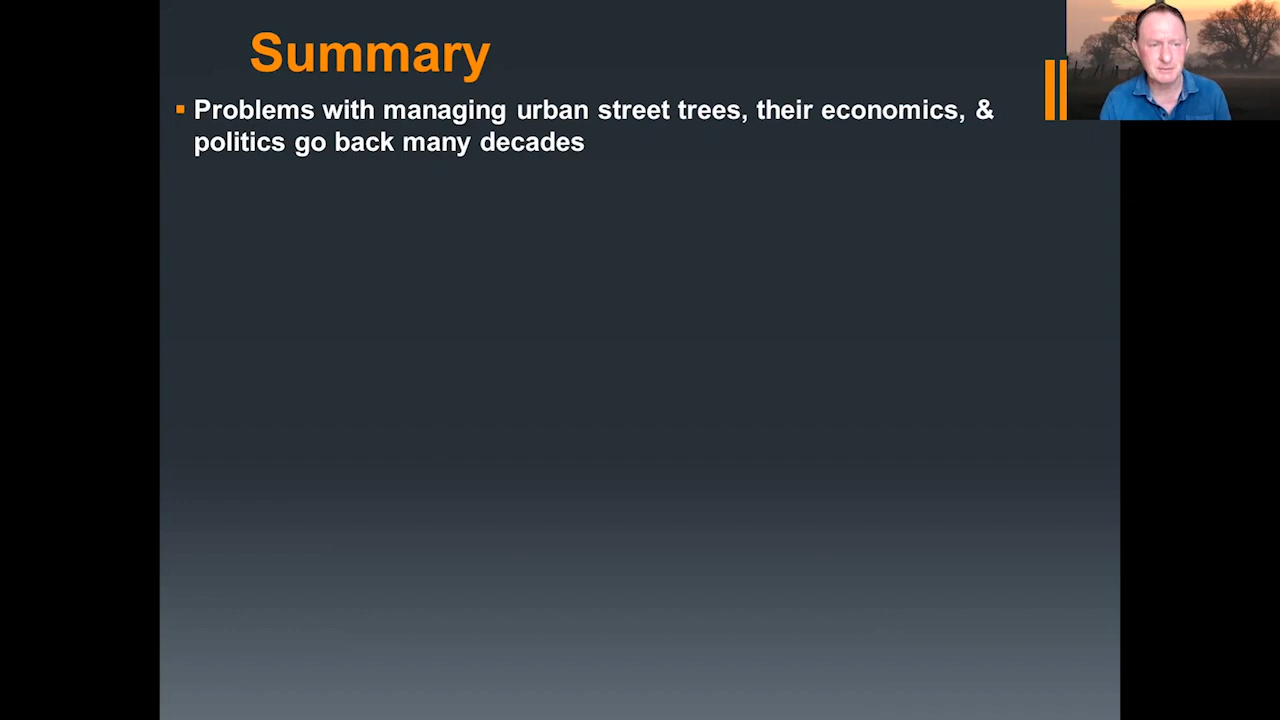 Summary
Problems with managing urban street trees, their economics, &
politics go back many decades